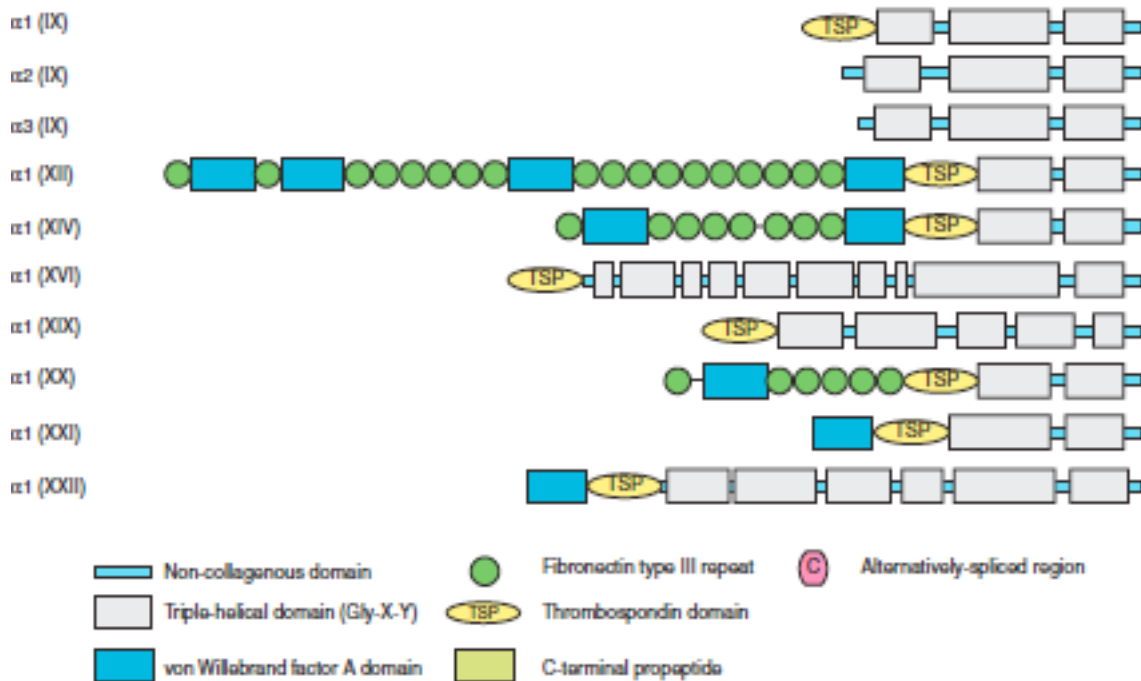 α1 (IX) TSP
α2 (IX)
α3 (IX)
α1 (XII) TSP
α1 (XIV) TSP
α1 (XVI) TSP
α1 (XIX) TSP
α1 (XX) TSP
α1 (XXI) TSP
α1 (XXII) TSP
Non-collagenous domain Fibronectin type III repeat C Alternatively-spliced region
Triple-helical domain (Gly-X-Y) TSP Thrombospondin domain
von Willebrand factor A domain C-terminal propeptide